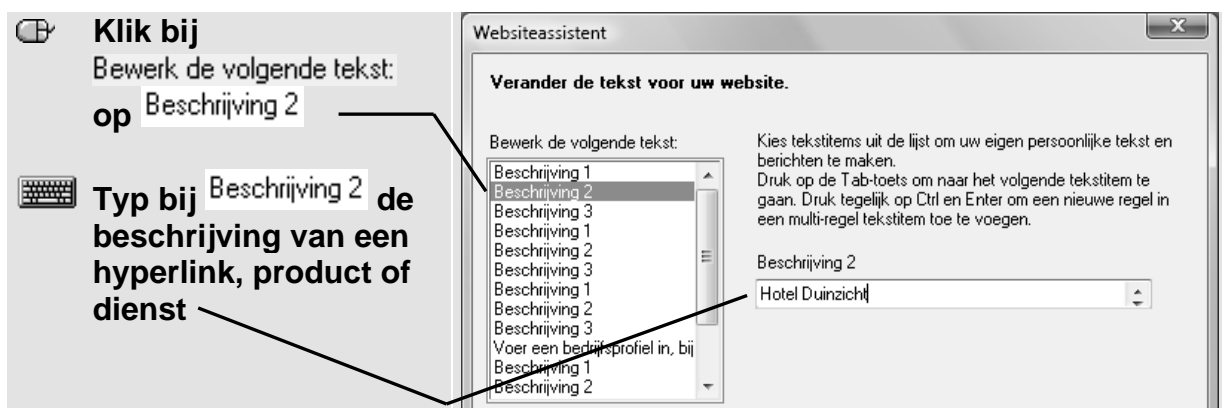 Klik bij
Bewerk de volgende tekst:
op Beschrijving 2
Typ bij Beschrijving 2 de
beschrijving van een
hyperlink, product of
dienst
Websiteassistent
Verander de tekst voor uw website.
Bewerk de volgende tekst:
Beschrijving 1
Beschrijving 2
Beschrijving 3
Beschrijving 1
Beschrijving 2
Beschrijving 3
Beschrijving 1
Beschrijving 2
Beschrijving 3
Voer een bedrijfsprofiel in, bij
Beschrijving 1
Beschrijving 2
Kies tekstitems uit de lijst om uw eigen persoonlijke tekst en
berichten te maken.
Druk op de Tab-toets om naar het volgende tekstitem te
gaan. Druk tegelijk op Ctrl en Enter om een nieuwe regel in
een multi-regel tekstitem toe te voegen.
Beschrijving 2
Hotel Duinzicht